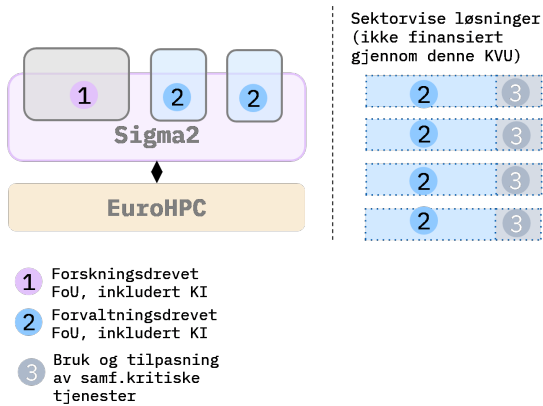 Sektorvise løsninger
(ikke finansiert
gjennom denne KVU)
1
2
2
Sigma2
EuroHPC
2
3
2
3
2
3
2
3
1 Forskningsdrevet
FoU, inkludert KI
2 Forvaltningsdrevet
FoU, inkludert KI
3 Bruk og tilpasning
av samf.kritiske
tjenester